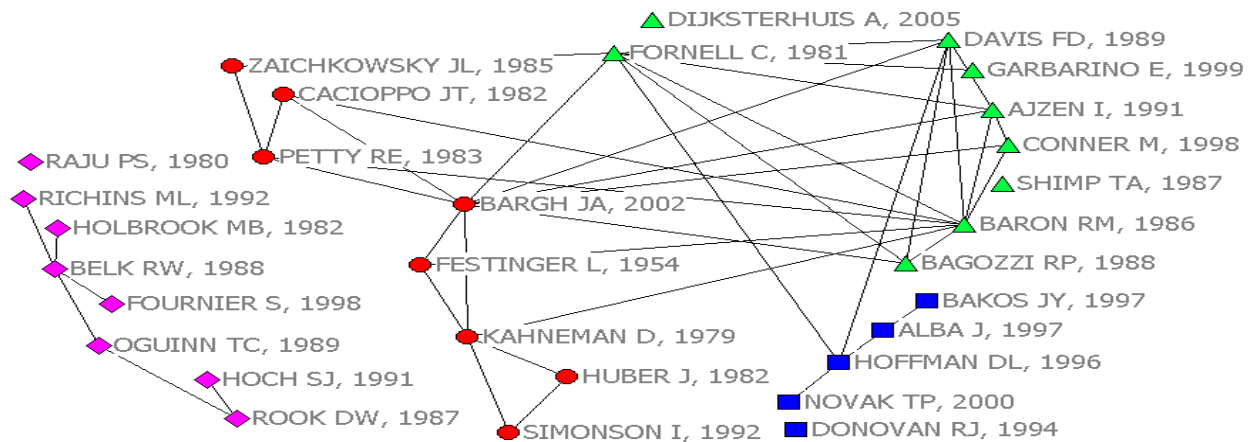 DIJKSTERHUIS A, 2005
DAVIS FD, 1989
FORNELL C, 1981
ZAICHKOWSKY JL, 1985
GARBARINO E, 1999
CACIOPPO JT, 1982
AJZEN I, 1991
CONNER M, 1998
PETTY RE, 1983
RAJU PS, 1980
SHIMP TA, 1987
RICHINS ML, 1992
BARGH JA, 2002
HOLBROOK MB, 1982
BARON RM, 1986
BELK RW, 1988
FESTINGER L, 1954
BAGOZZI RP, 1988
FOURNIER S, 1998
BAKOS JY, 1997
ALBA J, 1997
KAHNEMAN D, 1979
OGUINN TC, 1989
HOFFMAN DL, 1996
HOCH SJ, 1991
HUBER J, 1982
NOVAK TP, 2000
ROOK DW, 1987
DONOVAN RJ, 1994
SIMONSON I, 1992